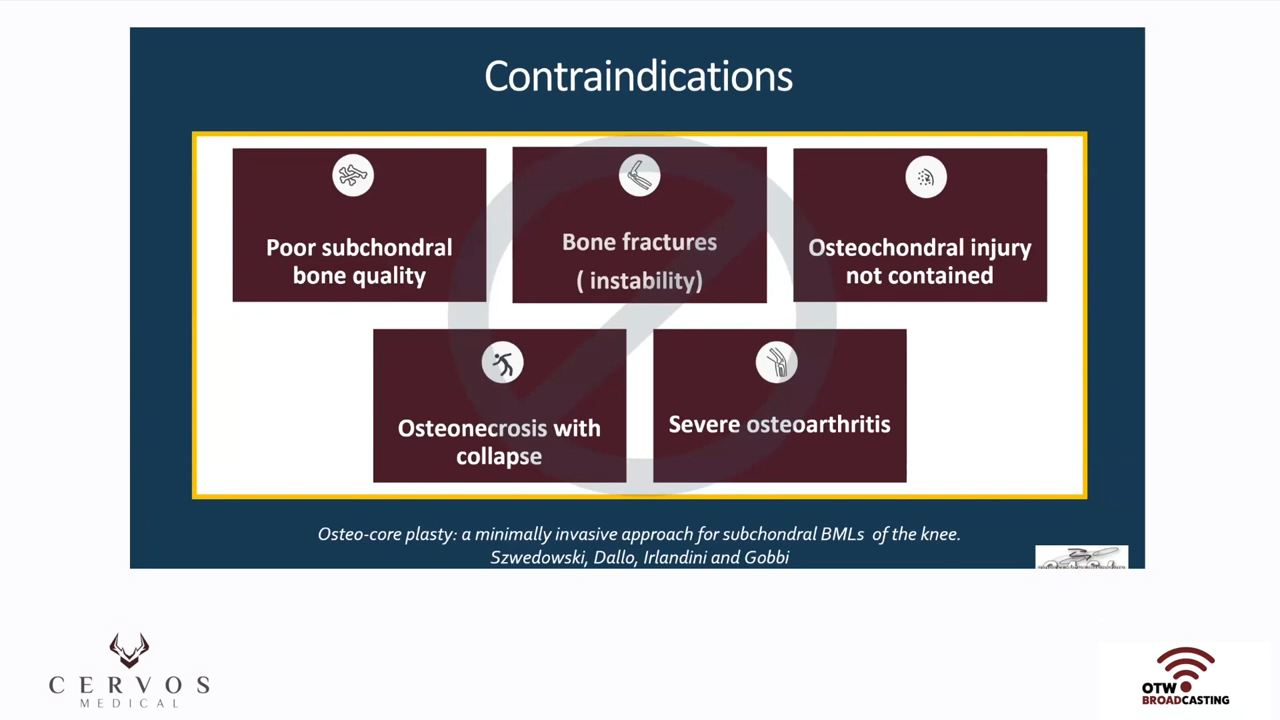 Contraindications
Poor subchondral
bone quality
Bone fractures
( instability)
Osteochondral injury
not contained
Osteonecrosis with
collapse
Severe osteoarthritis
Osteo-core plasty: a minimally invasive approach for subchondral BMLs of the knee.
Szwedowski, Dallo, Irlandini and Gobbi
CERVOS
MEDICAL
OTW
BROADCASTING